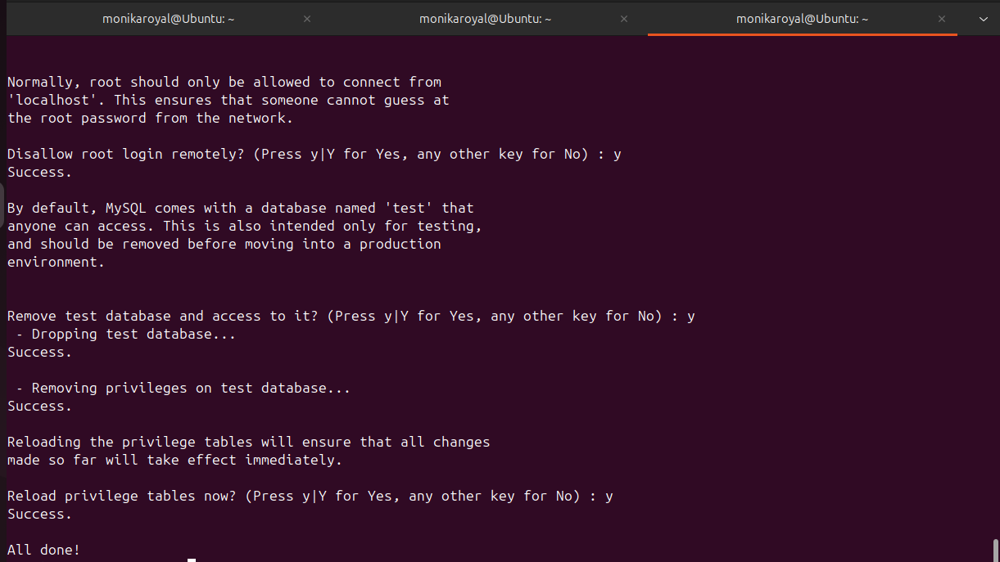 monikaroyal@Ubuntu: ~
monikaroyal@Ubuntu: ~
monikaroyal@Ubuntu: ~
Normally, root should only be allowed to connect from
'localhost'. This ensures that someone cannot guess at
the root password from the network.
Disallow root login remotely? (Press y|Y for Yes, any other key for No) : y
Success.
By default, MySQL comes with a database named 'test' that
anyone can access. This is also intended only for testing,
and should be removed before moving into a production
environment.
Remove test database and access to it? (Press y|Y for Yes, any other key for No) : y
- Dropping test database...
Success.
- Removing privileges on test database...
Success.
Reloading the privilege tables will ensure that all changes
made so far will take effect immediately.
Reload privilege tables now? (Press y|Y for Yes, any other key for No) : y
Success.
All done!